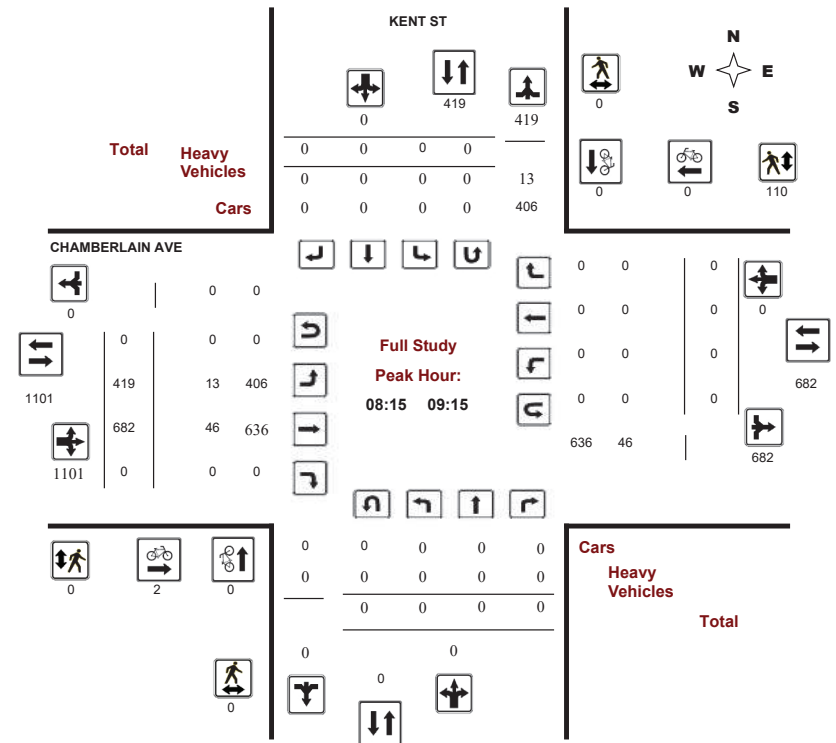 KENT ST
N
W E
S
419
0
0 419
Total Heavy Vehicles
0 0 0 0
0 0 0 0 13
Cars 0 0 0 0 406
0 0 110
CHAMBERLAIN AVE
0 0 0 0 0
0 0
0 0 0 0
0 0 0
Full Study
Peak Hour:
08:15 09:15
419 13 406 0 0 0
1101 682
0 0 0
682 46 636
636 46
1101 0 0 0 682
0 0 0 0 0 Cars
0 0 0 0 0 Heavy Vehicles
0 2 0
0 0 0 0 Total
0 0
0
0